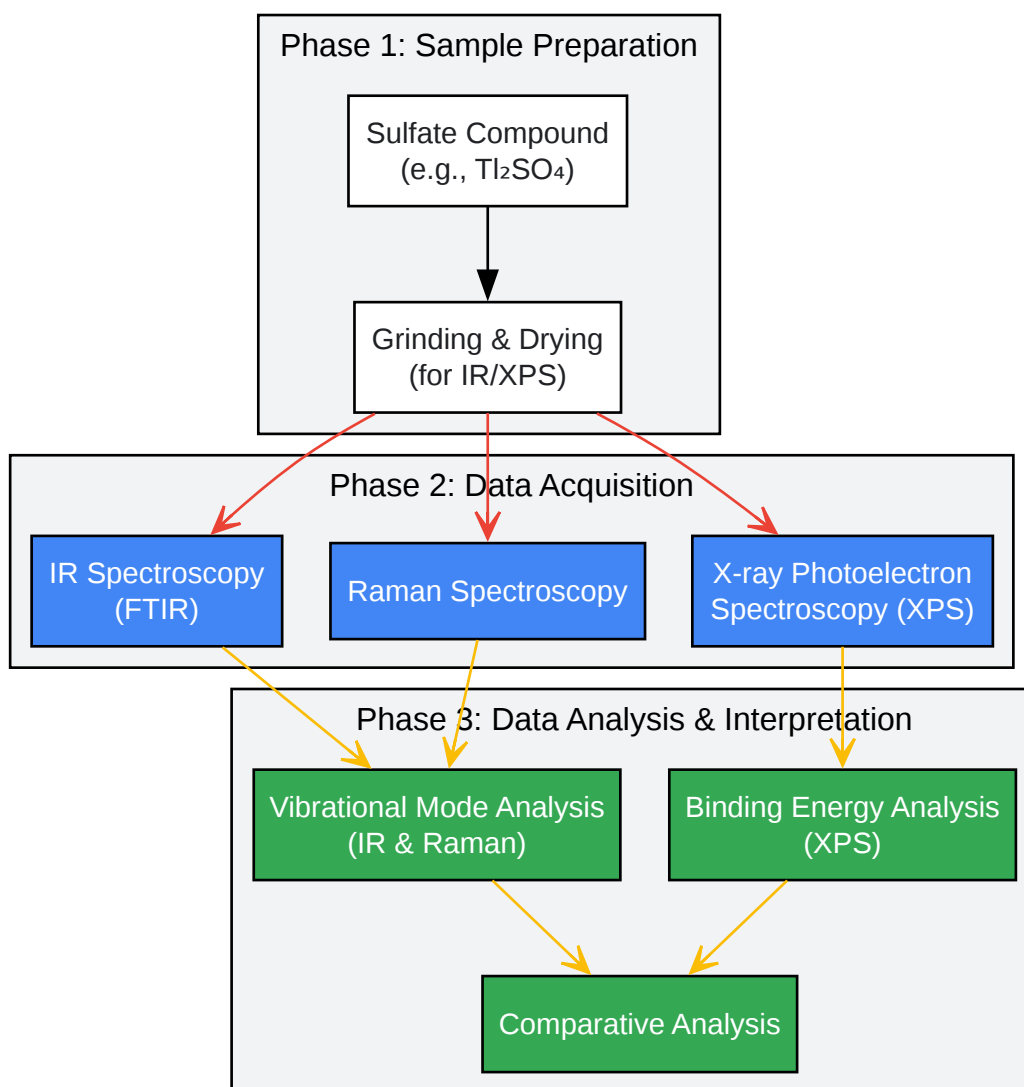 Phase 1: Sample Preparation
Sulfate Compound
(e.g., Tl₂SO₄)
Grinding & Drying
(for IR/XPS)
Phase 2: Data Acquisition
IR Spectroscopy
(FTIR)
Raman Spectroscopy
X-ray Photoelectron
Spectroscopy (XPS)
Phase 3: Data Analysis & Interpretation
Vibrational Mode Analysis
(IR & Raman)
Binding Energy Analysis
(XPS)
Comparative Analysis